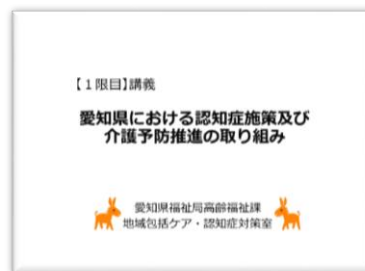 【１限目】講義
愛知県における認知症施策及び
介護予防推進の取り組み
愛知県福祉局高齢福祉課
地域包括ケア・認知症対策室